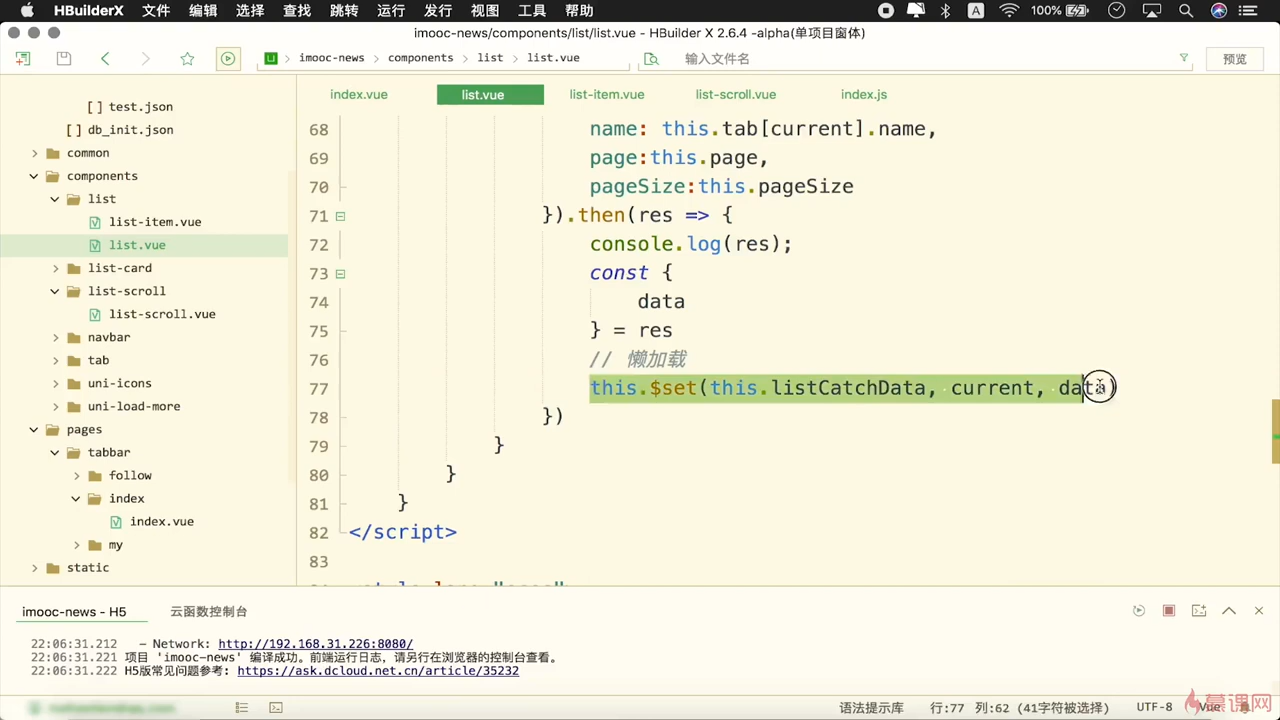 HBuilderX 文件 编辑 选择 查找 跳转 运行 发行 视图 工具 帮助 A 100%
imooc-news/components/list/list.vue - HBuilder X 2.6.4 -alpha(单项目窗体)
imooc-news components list list.vue 输入文件名 预览
index.vue list.vue list-item.vue list-scroll.vue index.js
[ ] test.json
[ ] db_init.json
common
components
list
list-item.vue
list.vue
list-card
list-scroll
list-scroll.vue
navbar
tab
uni-icons
uni-load-more
pages
tabbar
follow
index
index.vue
my
static
68 name: this.tab[current].name,
69 page:this.page,
70 pageSize:this.pageSize
71 }).then(res => {
72 console.log(res);
73 const {
74 data
75 } = res
76 // 懒加载
77 this.$set(this.listCatchData, current, data)
78 })
79 }
80 }
81 }
82 </script>
83
imooc-news - H5 云函数控制台
22:06:31.212 - Network: http://192.168.31.226:8080/
22:06:31.221 项目 'imooc-news' 编译成功。前端运行日志，请另行在浏览器的控制台查看。
22:06:31.222 H5版常见问题参考: https://ask.dcloud.net.cn/article/35232
语法提示库 行:77 列:62 (41字符被选择) UTF-8 Vue
慕课网